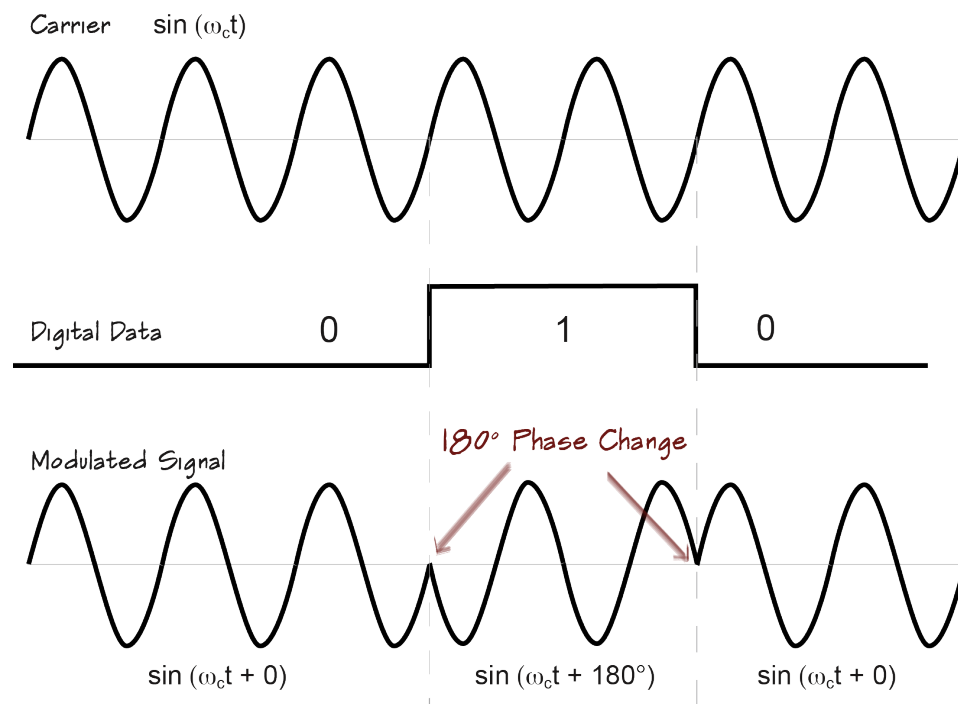 Carrier sin (ωct)
Digital Data 0 1 0
180° Phase Change
Modulated Signal
sin (ωct + 0) sin (ωct + 180°) sin (ωct + 0)